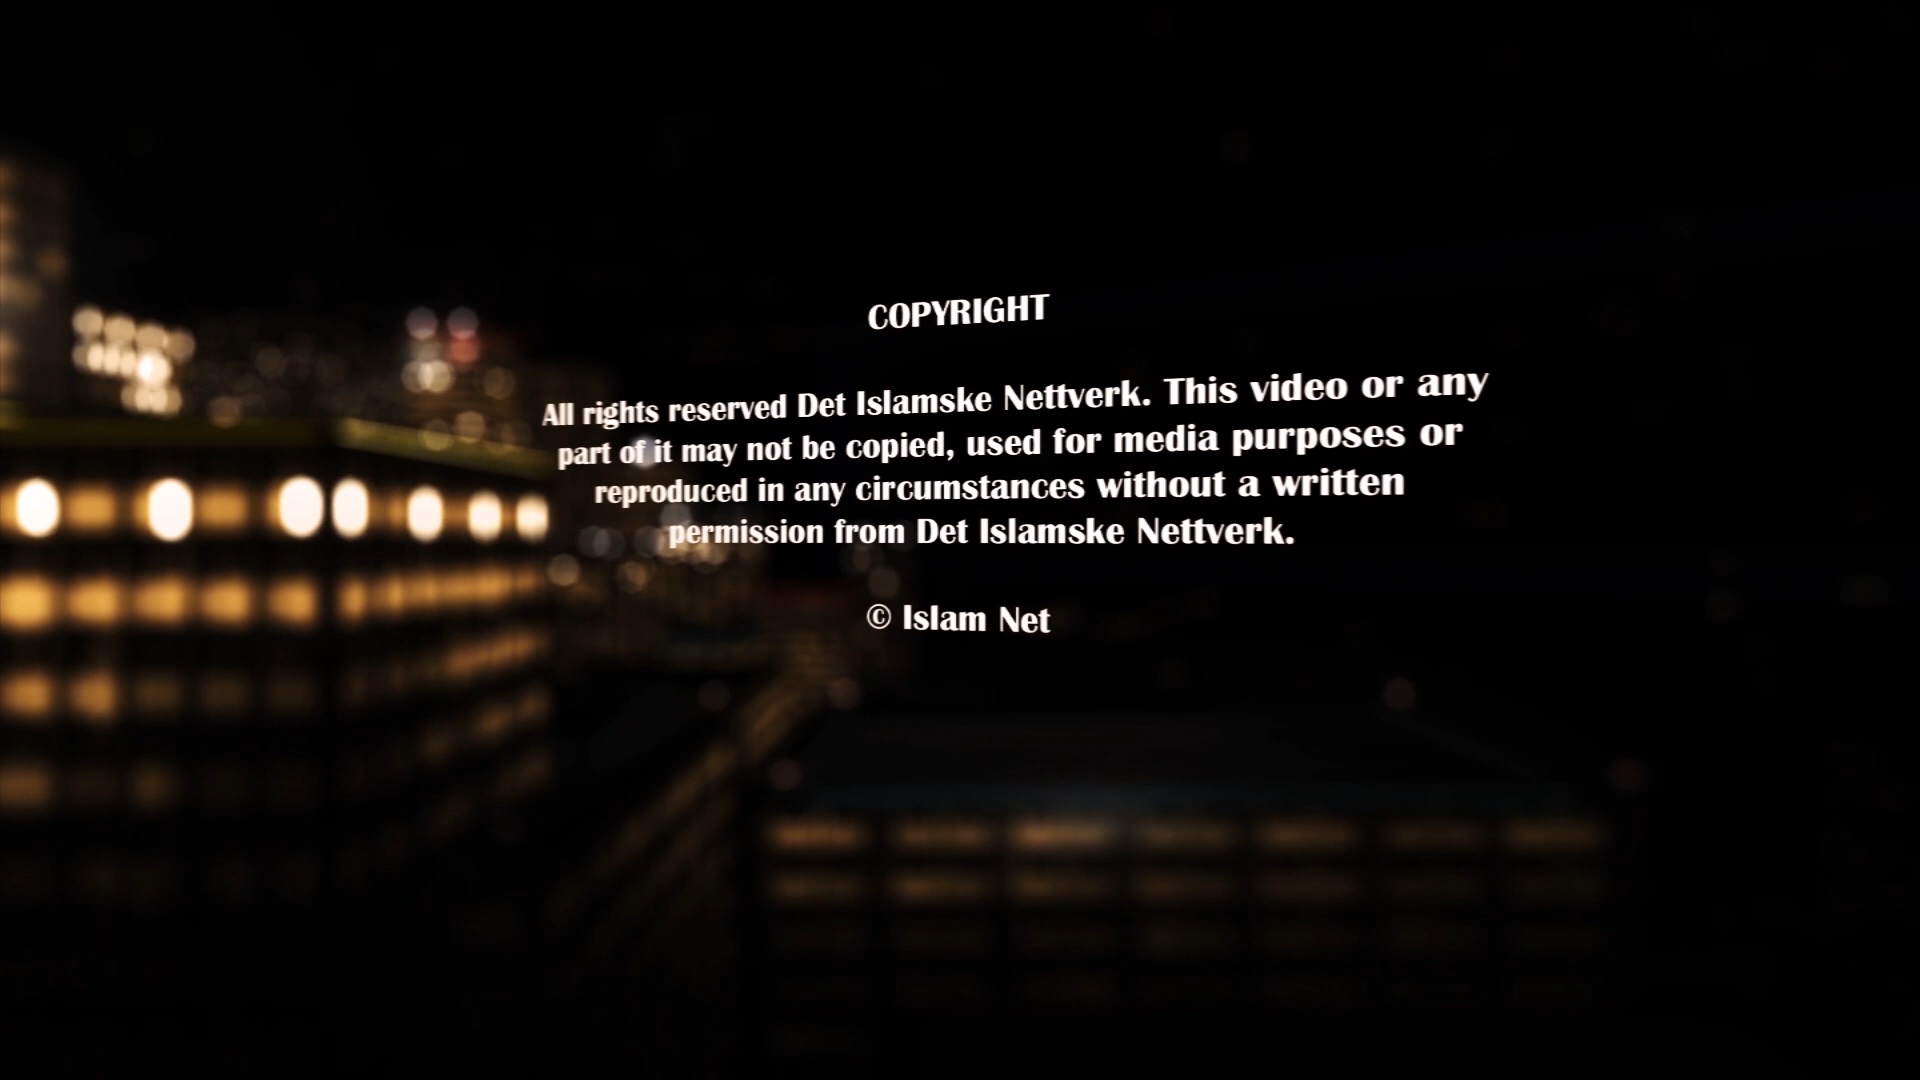 COPYRIGHT
All rights reserved Det Islamske Nettverk. This video or any
part of it may not be copied, used for media purposes or
reproduced in any circumstances without a written
permission from Det Islamske Nettverk.
© Islam Net